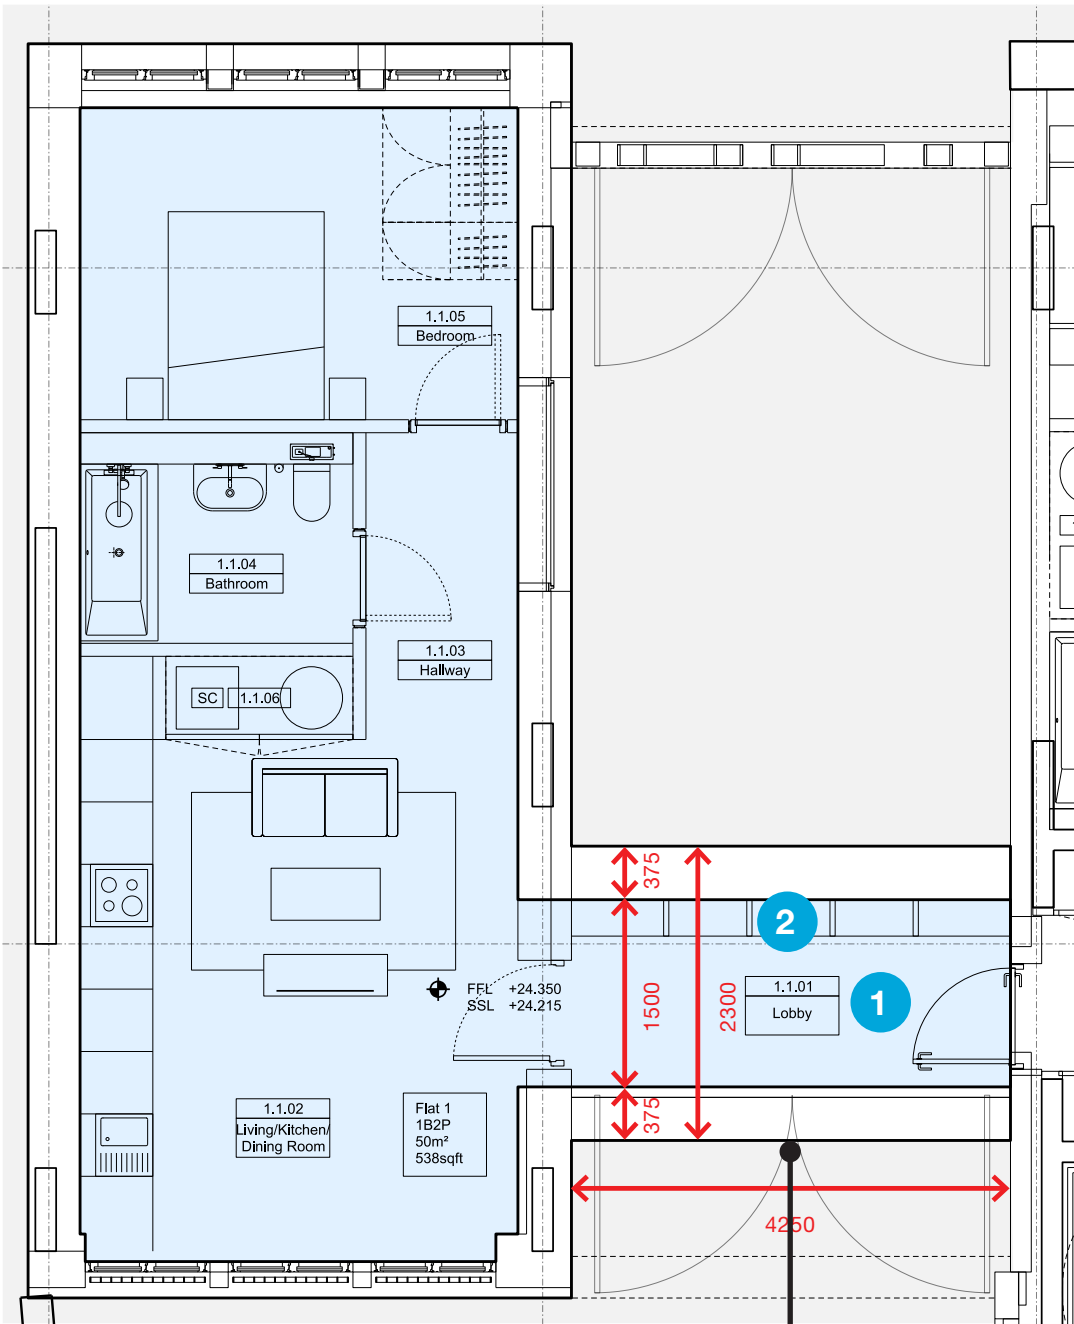 1.1.05
Bedroom
1.1.04
Bathroom
1.1.03
Hallway
SC
1.1.06
375
2
FFL +24.350
SSL +24.215
1500
2300
1.1.01
Lobby
1
375
1.1.02
Living/Kitchen/
Dining Room
Flat 1
1B2P
50m²
538sqft
4250